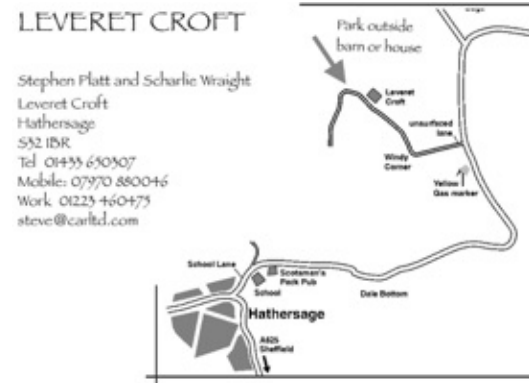 LEVERET CROFT
Stephen Platt and Scharlie Wraight
Leveret Croft
Hathersage
S32 1BR
Tel 01433 650307
Mobile: 07970 880046
Work 01223 460475
steve@carltd.com
Park outside
barn or house
Leveret
Croft
unsurfaced
lane
Windy
Corner
Yellow
Gas marker
School Lane
Scotsman's
Pack Pub
School
Dale Bottom
Hathersage
A625
Sheffield